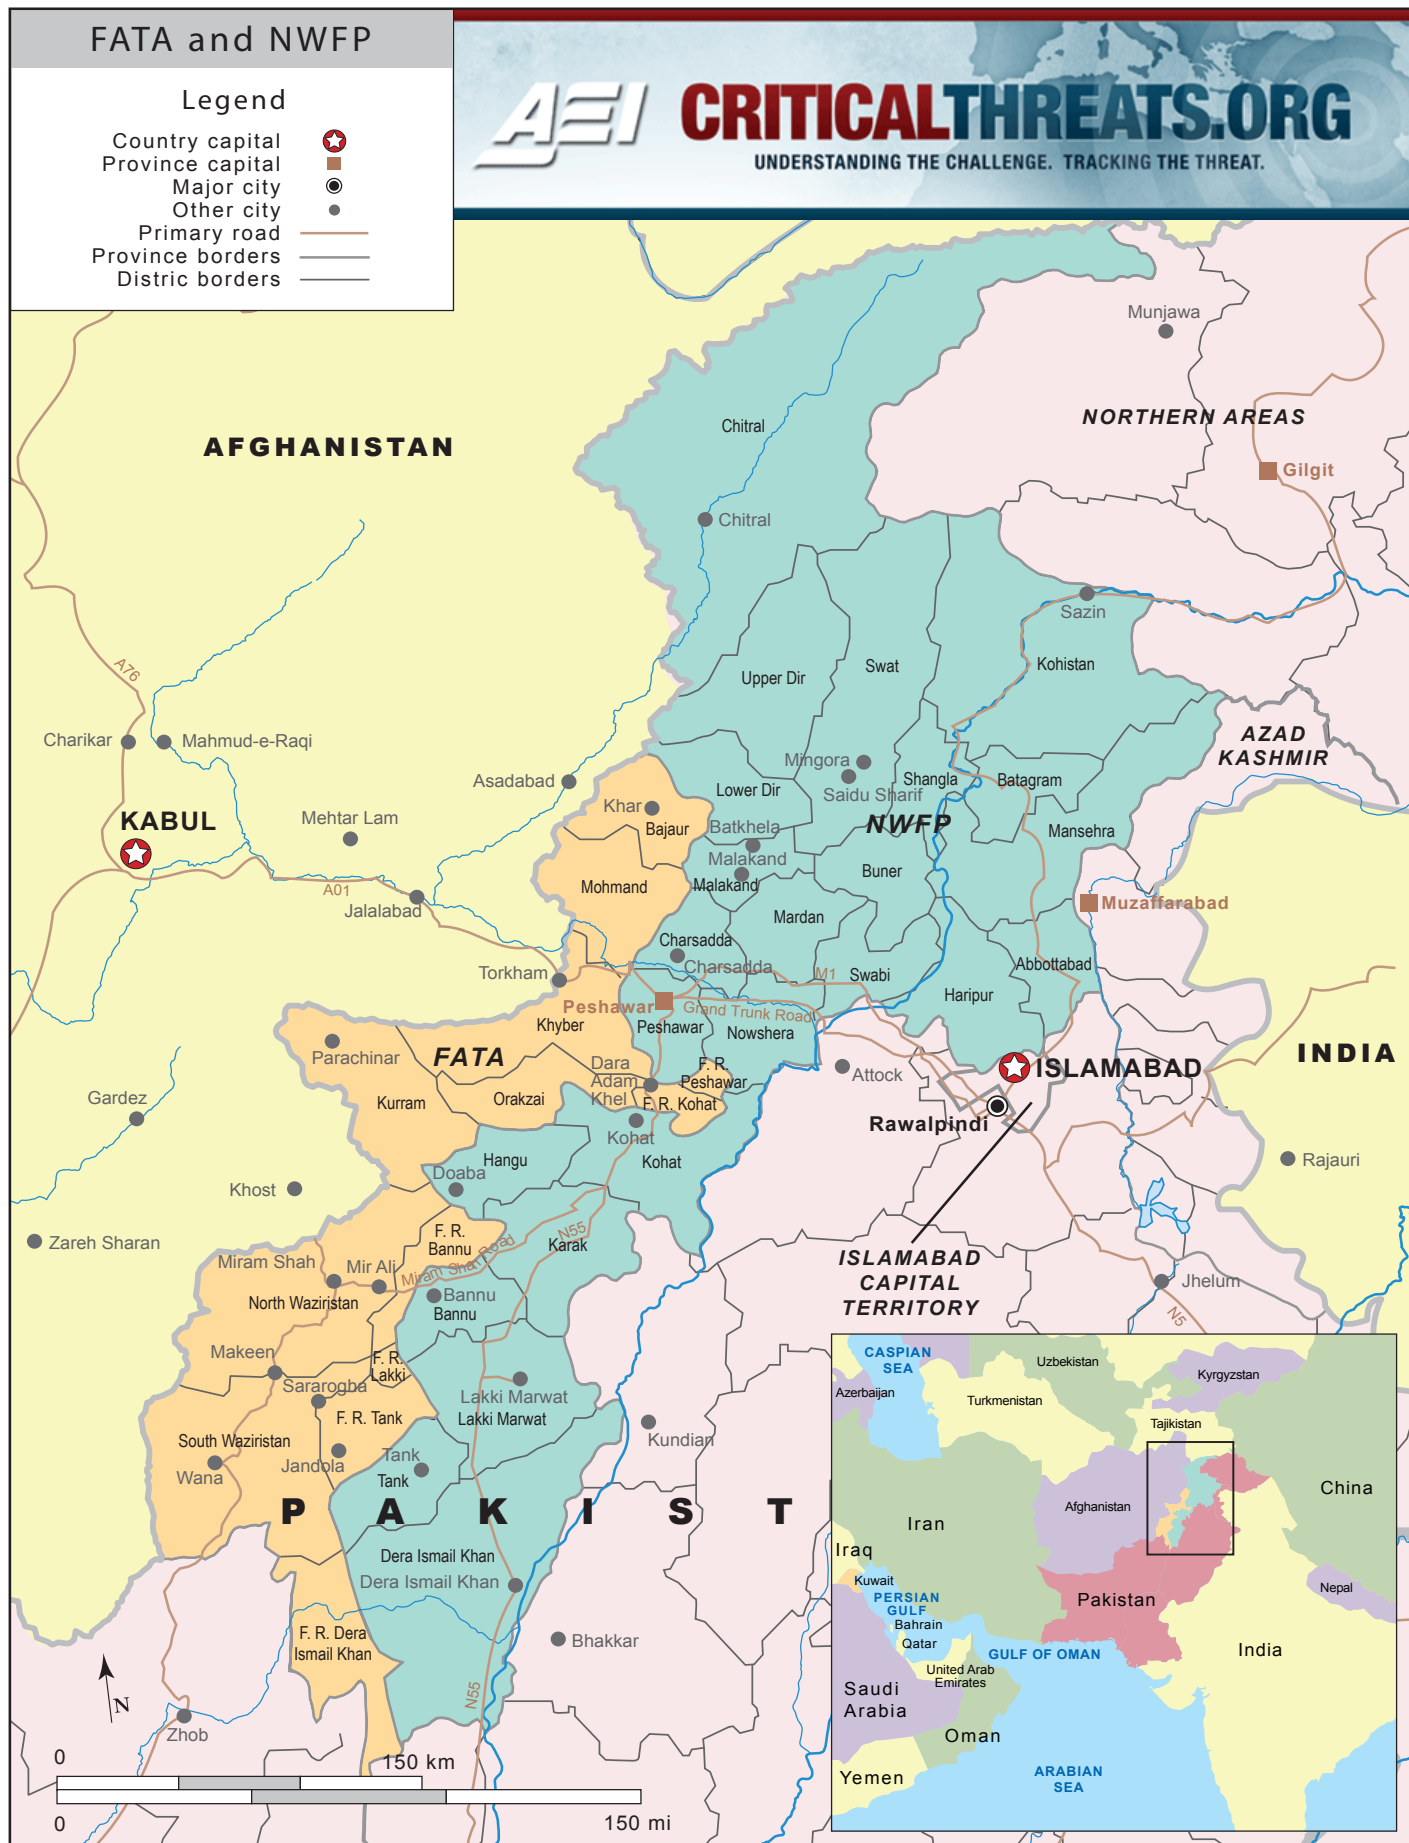 FATA and NWFP
Legend
Country capital
Province capital
Major city
Other city
Primary road
Province borders
Distric borders
AEI CRITICALTHREATS.ORG
UNDERSTANDING THE CHALLENGE. TRACKING THE THREAT.
Munjawa
NORTHERN AREAS
Chitral
AFGHANISTAN
Gilgit
Chitral
Sazin
Swat
Kohistan
A76
Upper Dir
AZAD
KASHMIR
Charikar
Mahmud-e-Raqi
Mingora
Asadabad
Shangla
Batagram
Lower Dir
Saidu Sharif
Khar
KABUL
Mehtar Lam
Bajaur
Batkhela
NWFP
Mansehra
Malakand
Buner
A01
Mohmand
Malakand
Jalalabad
Muzaffarabad
Mardan
Charsadda
Charsadda
Abbottabad
Torkham
M1
Swabi
Haripur
Peshawar
Grand Trunk Road
Khyber
Peshawar
Nowshera
Parachinar
FATA
INDIA
Dara
Adam
Khel
F. R.
Peshawar
Attock
ISLAMABAD
Gardez
Kurram
Orakzai
F. R. Kohat
Rawalpindi
Kohat
Hangu
Kohat
Rajauri
Doaba
Khost
Zareh Sharan
F. R.
Bannu
N55
Karak
Miram Shah Road
ISLAMABAD
CAPITAL
TERRITORY
Miram Shah
Mir Ali
Jhelum
North Waziristan
Bannu
Bannu
N5
Makeen
F. R.
Lakki
Sararogba
Lakki Marwat
Lakki Marwat
F. R. Tank
Kundian
South Waziristan
Tank
Wana
Jandola
Tank
P A K I S T
Dera Ismail Khan
Dera Ismail Khan
F. R. Dera
Ismail Khan
Bhakkar
N
N55
Zhob
0
150 km
0
150 mi
CASPIAN
SEA
Uzbekistan
Kyrgyzstan
Azerbaijan
Turkmenistan
Tajikistan
China
Afghanistan
Iran
Iraq
Kuwait
Nepal
PERSIAN
GULF
Pakistan
Bahrain
Qatar
GULF OF OMAN
India
United Arab
Emirates
Saudi
Arabia
Oman
ARABIAN
SEA
Yemen